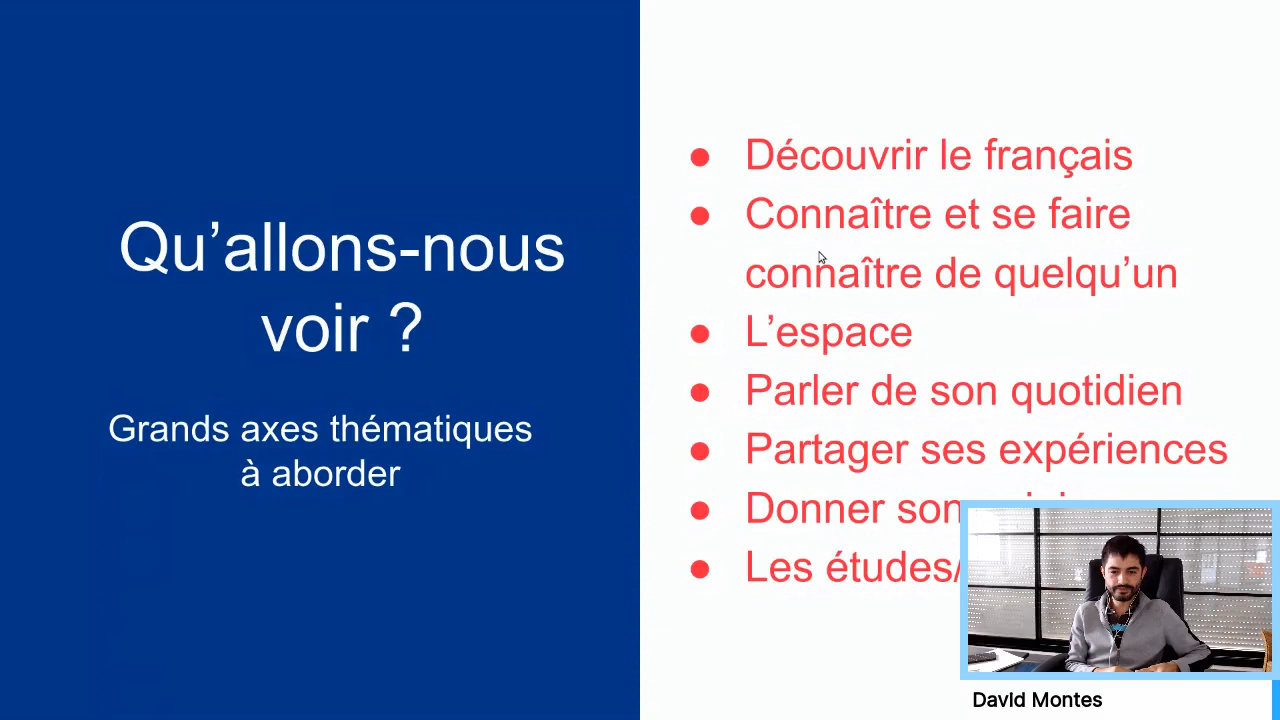 Qu’allons-nous
voir ?
Grands axes thématiques
à aborder
● Découvrir le français
● Connaître et se faire
connaître de quelqu’un
● L’espace
● Parler de son quotidien
● Partager ses expériences
● Donner son
● Les études/
David Montes